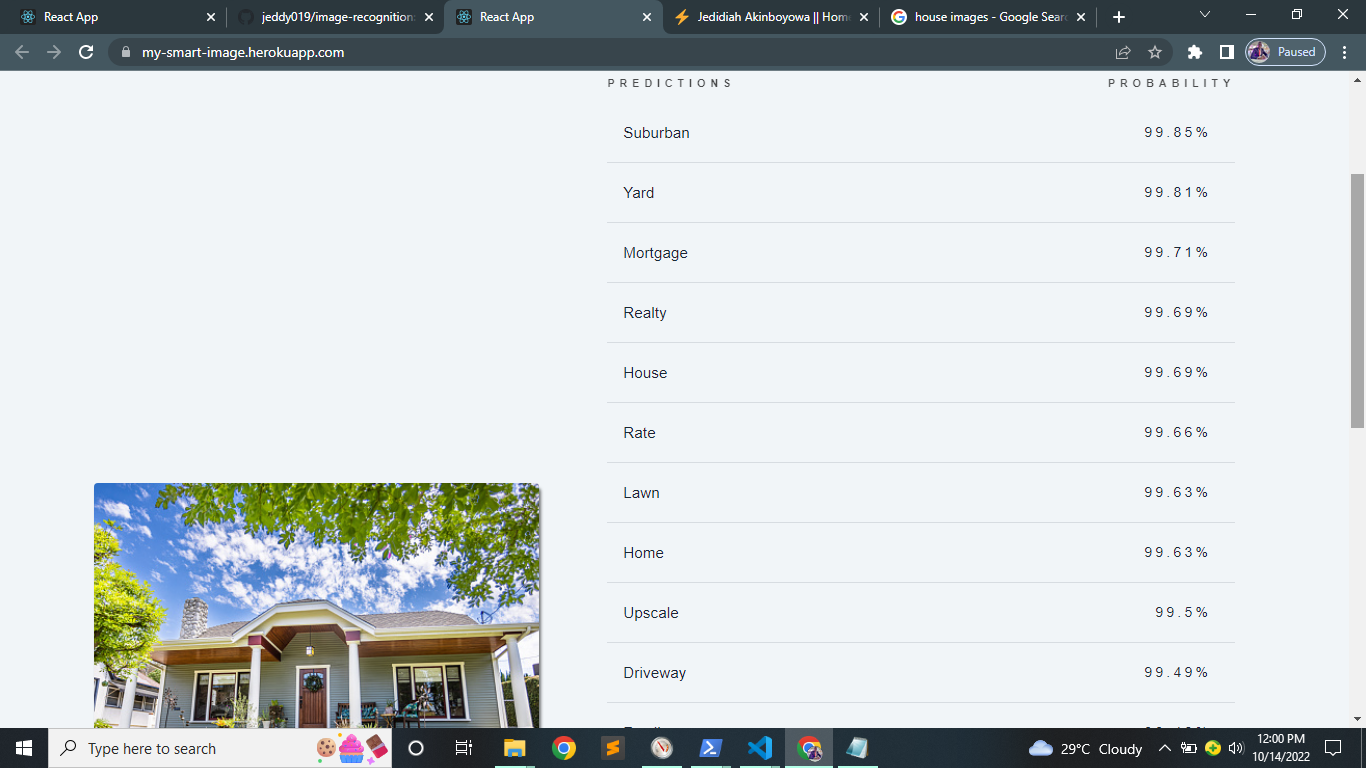 React App
jeddy019/image-recognition
React App
Jedidiah Akinboyowa || Hom
house images - Google Sear
my-smart-image.herokuapp.com
Paused
PREDICTIONS PROBABILITY
Suburban 99.85%
Yard 99.81%
Mortgage 99.71%
Realty 99.69%
House 99.69%
Rate 99.66%
Lawn 99.63%
Home 99.63%
Upscale 99.5%
Driveway 99.49%
Type here to search
29°C Cloudy
12:00 PM
10/14/2022